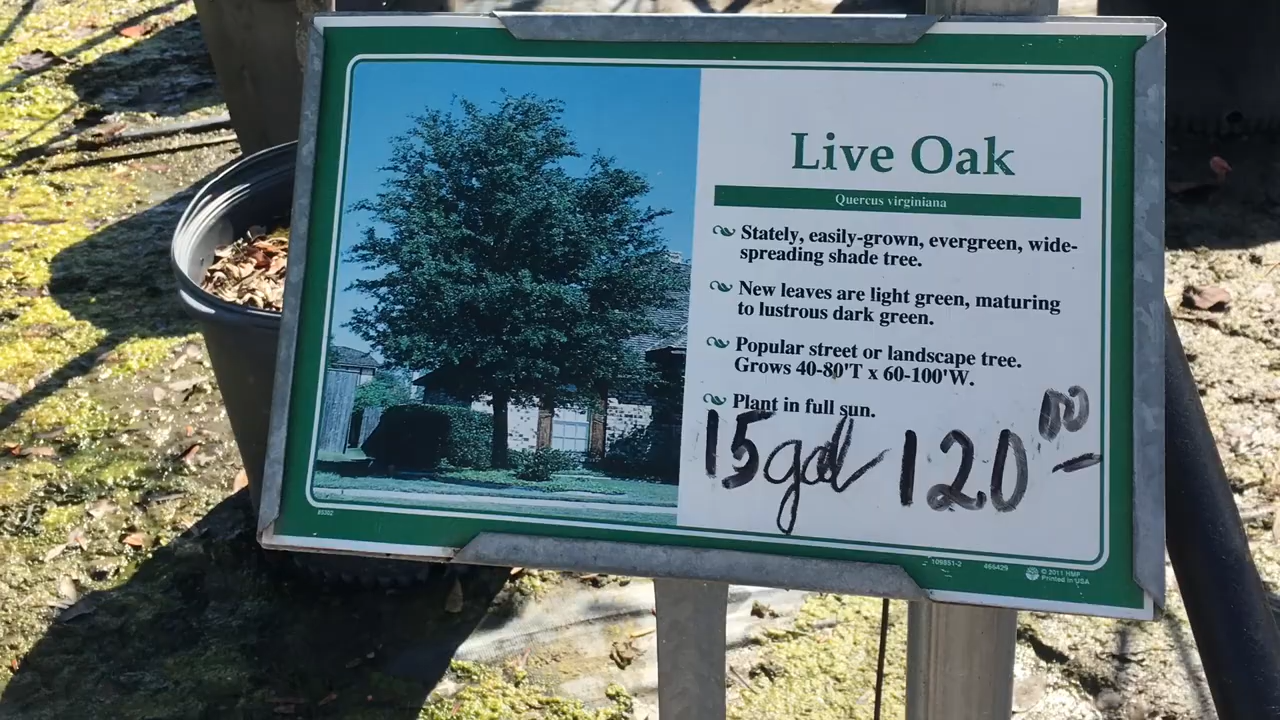 Live Oak
Quercus virginiana
Stately, easily-grown, evergreen, wide-
spreading shade tree.
New leaves are light green, maturing
to lustrous dark green.
Popular street or landscape tree.
Grows 40-80'T x 60-100'W.
Plant in full sun.
15gal 120 00
85302
109851-2 466429 © 2011 NMP
Printed in USA